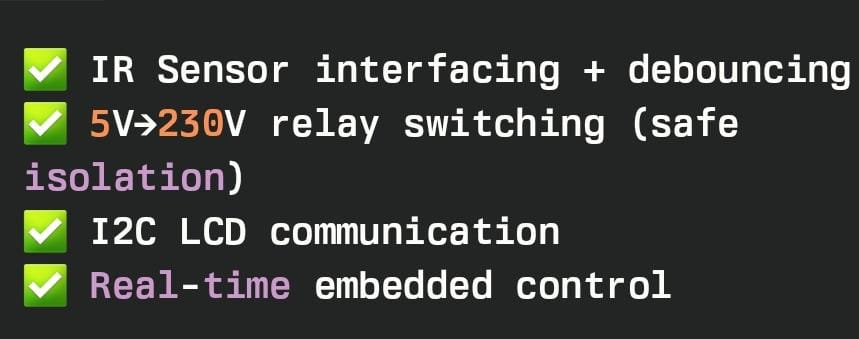 ✅ IR Sensor interfacing + debouncing
✅ 5V→230V relay switching (safe
isolation)
✅ I2C LCD communication
✅ Real-time embedded control